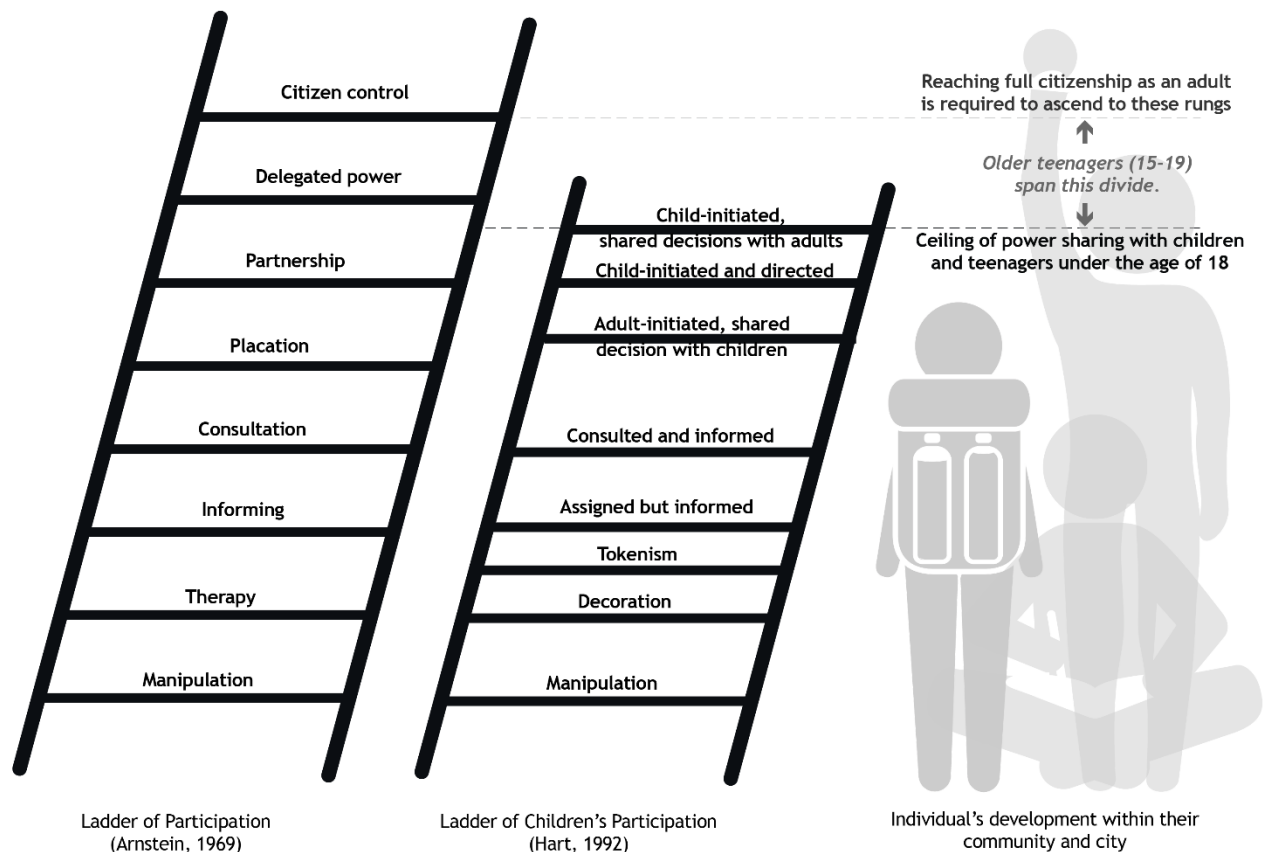 Citizen control
Delegated power
Partnership
Placation
Consultation
Informing
Therapy
Manipulation
Ladder of Participation
(Arnstein, 1969)
Child-initiated,
shared decisions with adults
Child-initiated and directed
Adult-initiated, shared
decision with children
Consulted and informed
Assigned but informed
Tokenism
Decoration
Manipulation
Ladder of Children's Participation
(Hart, 1992)
Reaching full citizenship as an adult
is required to ascend to these rungs
Older teenagers (15-19)
span this divide.
Ceiling of power sharing with children
and teenagers under the age of 18
Individual's development within their
community and city